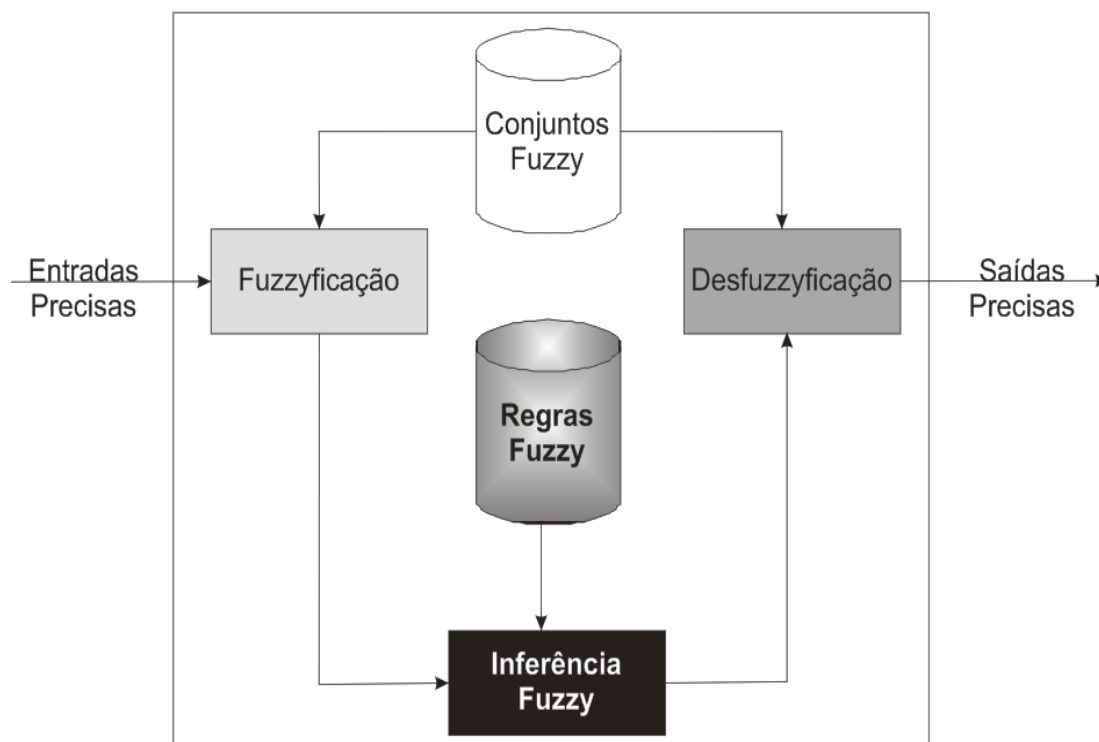 Conjuntos
Fuzzy
Entradas
Precisas
Fuzzyficação
Desfuzzyficação
Saídas
Precisas
Regras
Fuzzy
Inferência
Fuzzy